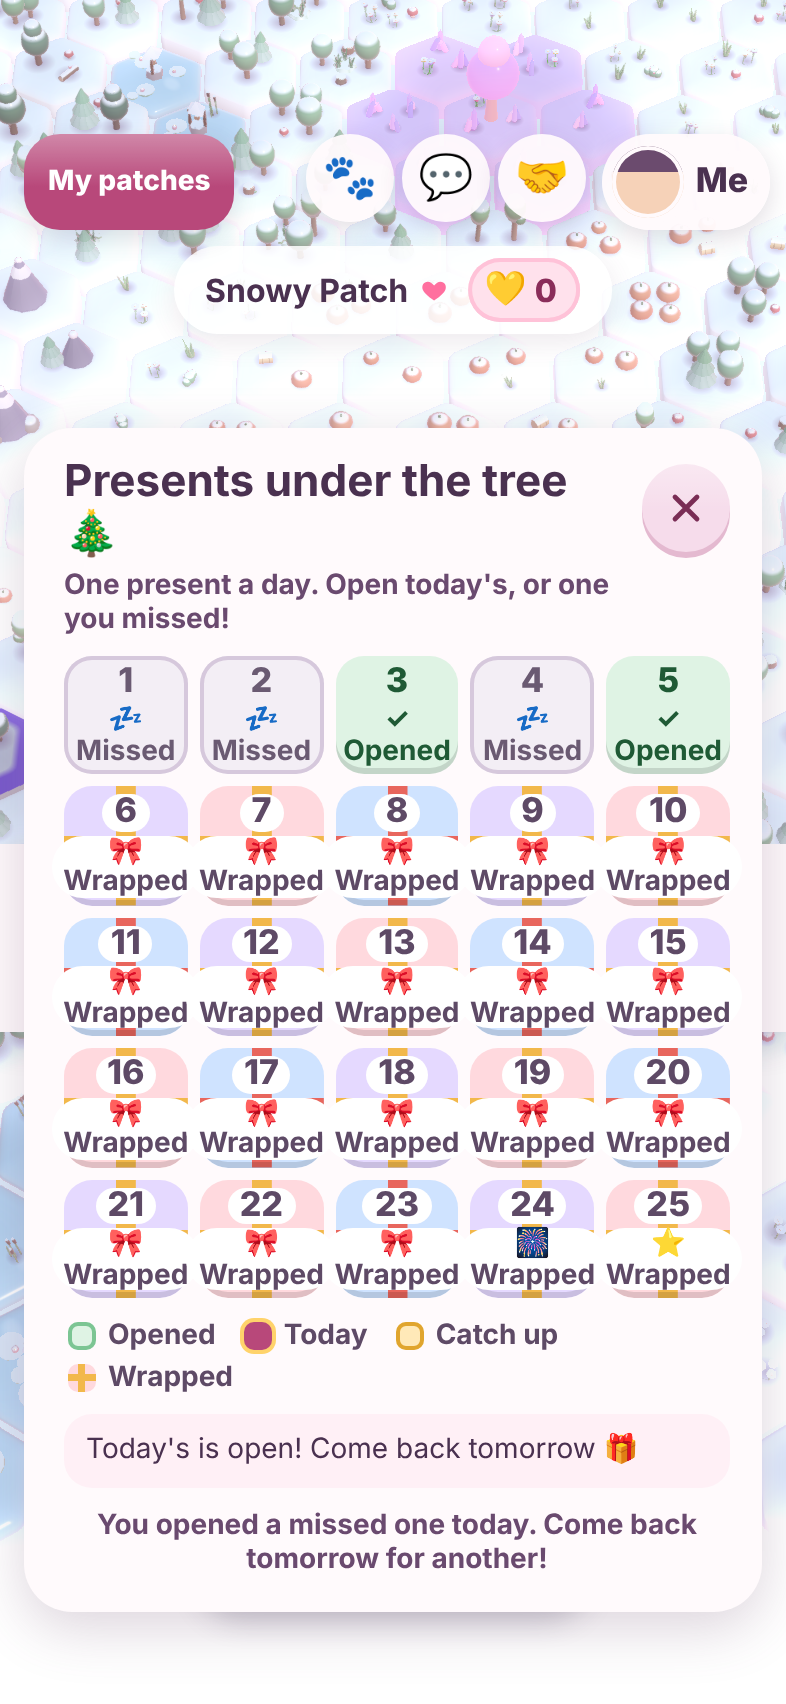 My patches
Me
Snowy Patch
0
Presents under the tree
One present a day. Open today's, or one
you missed!
1
2
3
4
5
Missed
Missed
Opened
Missed
Opened
6
7
8
9
10
Wrapped
Wrapped
Wrapped
Wrapped
Wrapped
11
12
13
14
15
Wrapped
Wrapped
Wrapped
Wrapped
Wrapped
16
17
18
19
20
Wrapped
Wrapped
Wrapped
Wrapped
Wrapped
21
22
23
24
25
Wrapped
Wrapped
Wrapped
Wrapped
Wrapped
Opened
Today
Catch up
Wrapped
Today's is open! Come back tomorrow
You opened a missed one today. Come back
tomorrow for another!